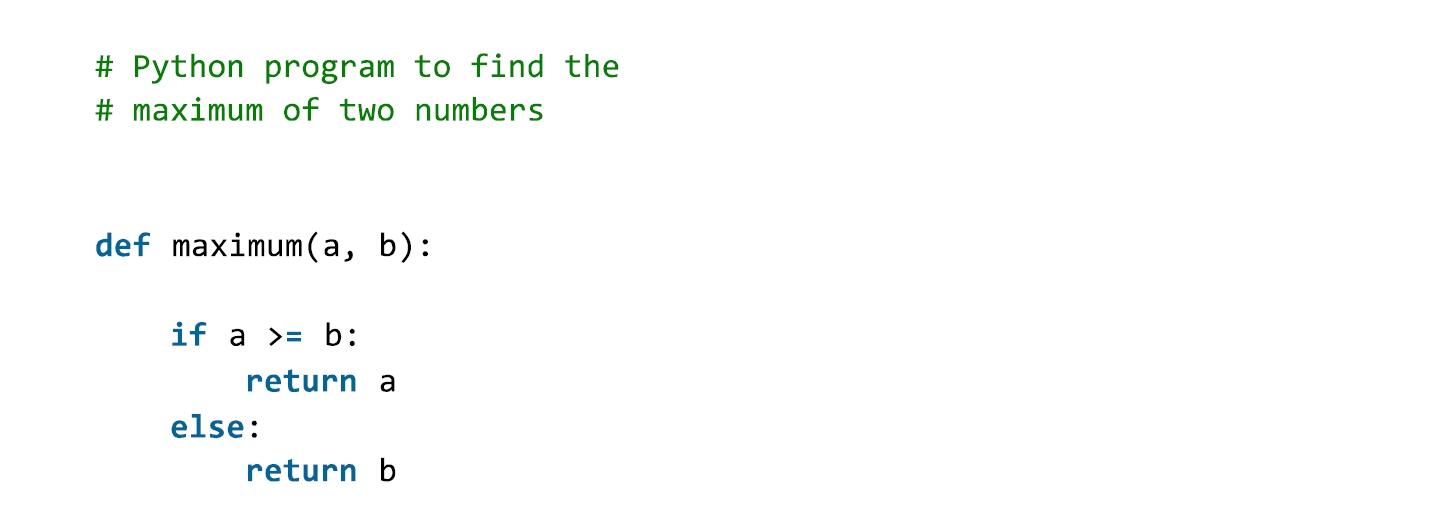 # Python program to find the
# maximum of two numbers
def maximum(a, b):
    if a >= b:
        return a
    else:
        return b